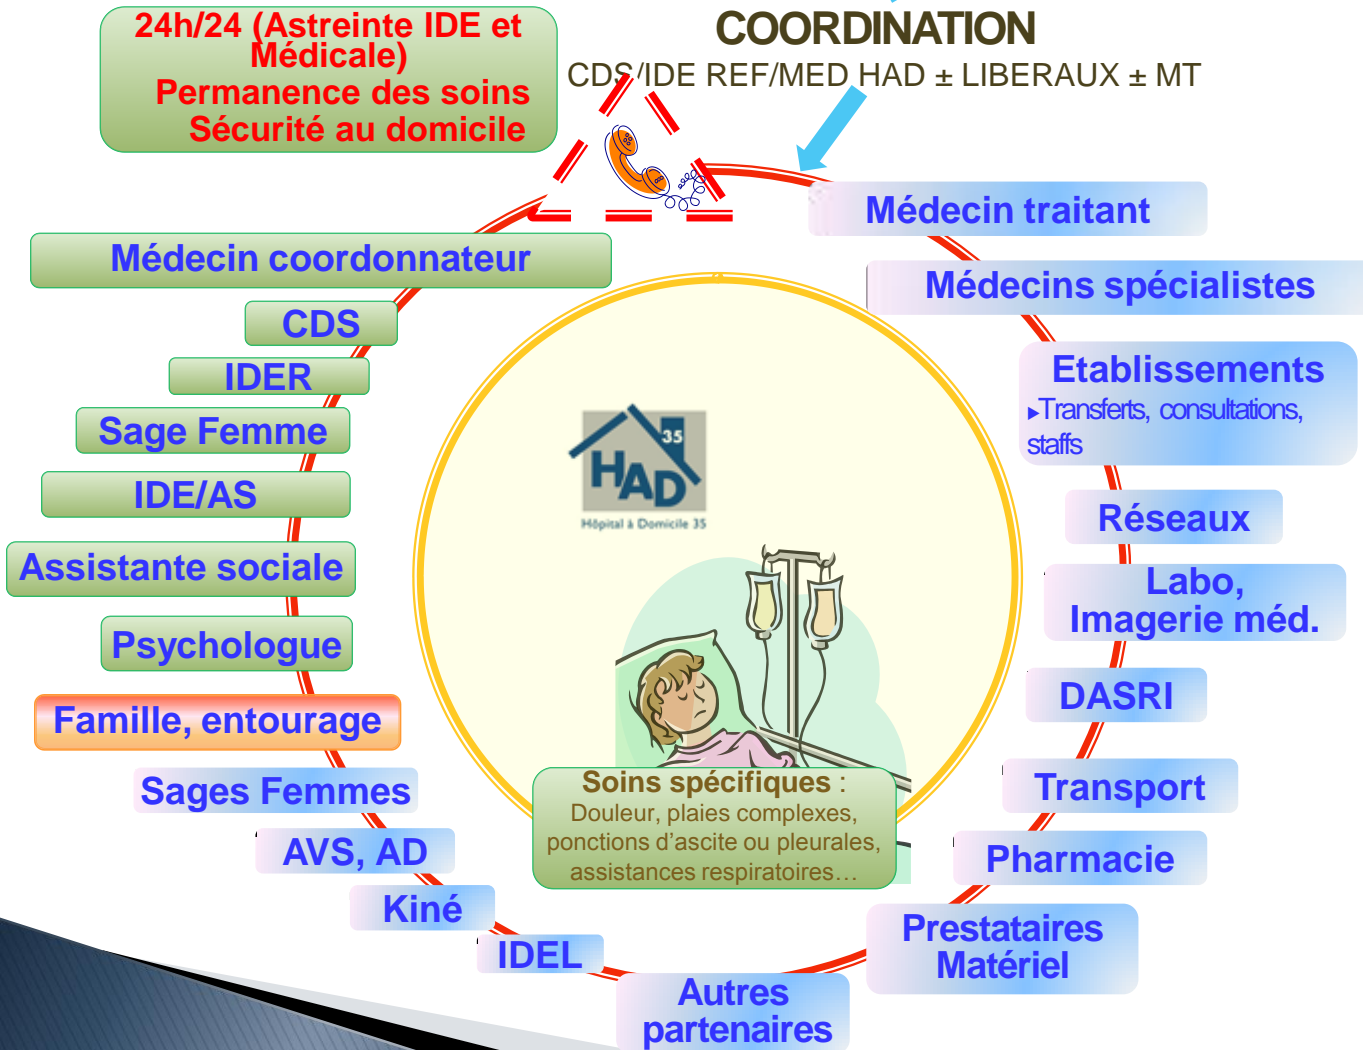 24h/24 (Astreinte IDE et
Médicale)
Permanence des soins
Sécurité au domicile
COORDINATION
CDS/IDE REF/MED HAD ± LIBERAUX ± MT
Médecin traitant
Médecins spécialistes
Etablissements
►Transferts, consultations,
staffs
Réseaux
Labo,
Imagerie méd.
DASRI
Transport
Pharmacie
Prestataires
Matériel
Autres
partenaires
IDEL
Kiné
AVS, AD
Sages Femmes
Famille, entourage
Psychologue
Assistante sociale
IDE/AS
Sage Femme
IDER
CDS
Médecin coordonnateur
35
HAD
Hôpital à Domicile 35
Soins spécifiques :
Douleur, plaies complexes,
ponctions d'ascite ou pleurales,
assistances respiratoires…